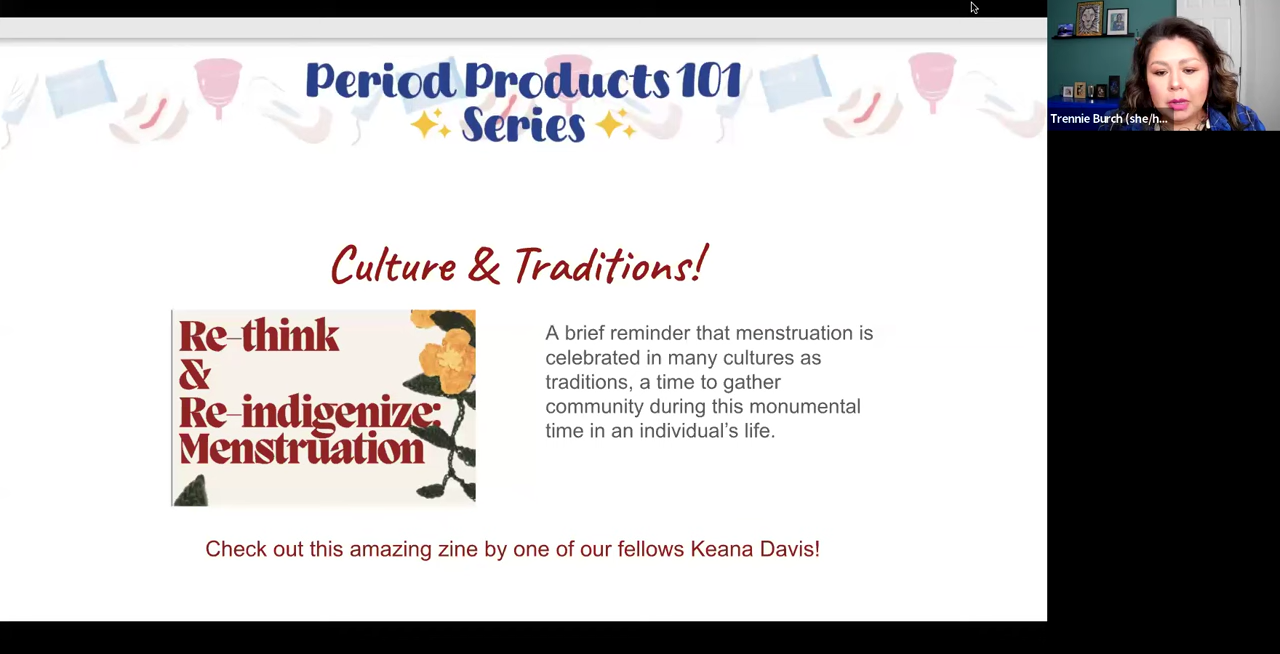 Period Products 101
Series
Trennie Burch (she/h...
Culture & Traditions!
Re-think
&
Re-indigenize:
Menstruation
A brief reminder that menstruation is
celebrated in many cultures as
traditions, a time to gather
community during this monumental
time in an individual’s life.
Check out this amazing zine by one of our fellows Keana Davis!